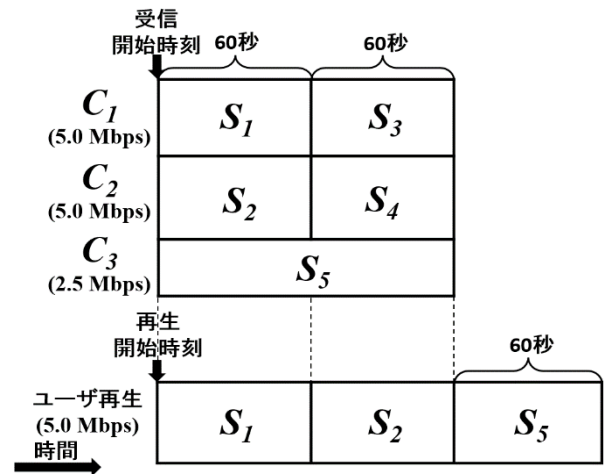 受信
開始時刻
60秒
60秒
C1
(5.0 Mbps)
S1
S3
C2
(5.0 Mbps)
S2
S4
C3
(2.5 Mbps)
S5
再生
開始時刻
60秒
ユーザ再生
(5.0 Mbps)
時間
S1
S2
S5